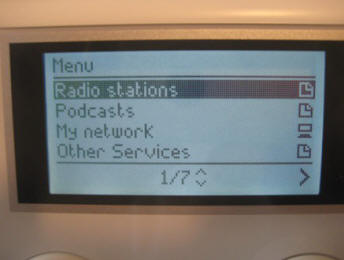 Menu
Radio stations
Podcasts
My network
Other Services
1/7